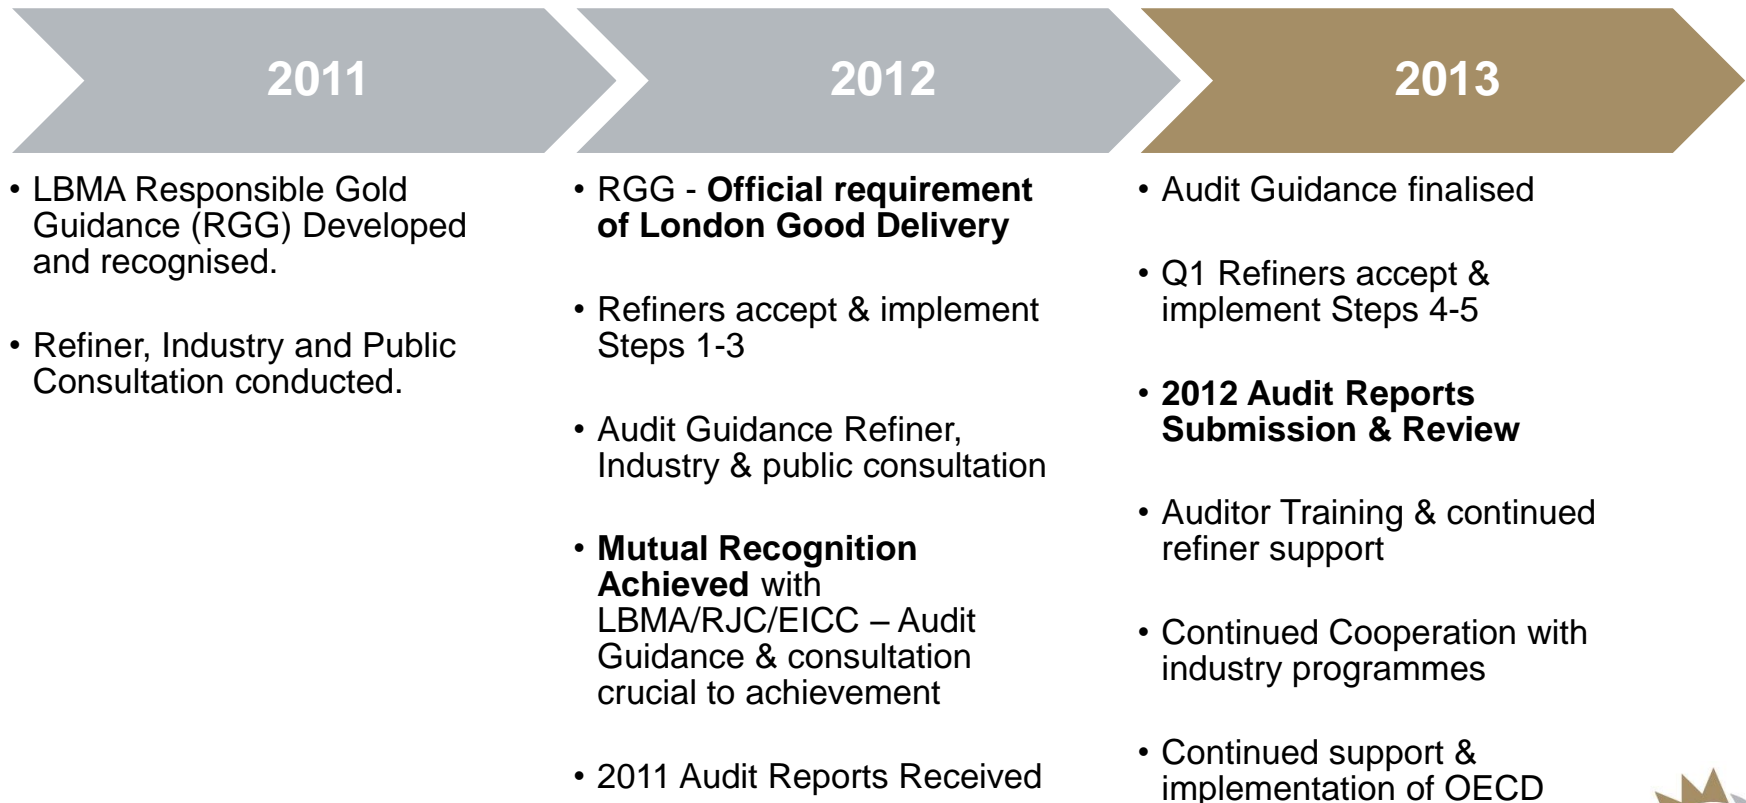 2011
• LBMA Responsible Gold
Guidance (RGG) Developed
and recognised.
• Refiner, Industry and Public
Consultation conducted.
2012
• RGG - Official requirement
of London Good Delivery
• Refiners accept & implement
Steps 1-3
• Audit Guidance Refiner,
Industry & public consultation
• Mutual Recognition
Achieved with
LBMA/RJC/EICC – Audit
Guidance & consultation
crucial to achievement
• 2011 Audit Reports Received
2013
• Audit Guidance finalised
• Q1 Refiners accept &
implement Steps 4-5
• 2012 Audit Reports
Submission & Review
• Auditor Training & continued
refiner support
• Continued Cooperation with
industry programmes
• Continued support &
implementation of OECD